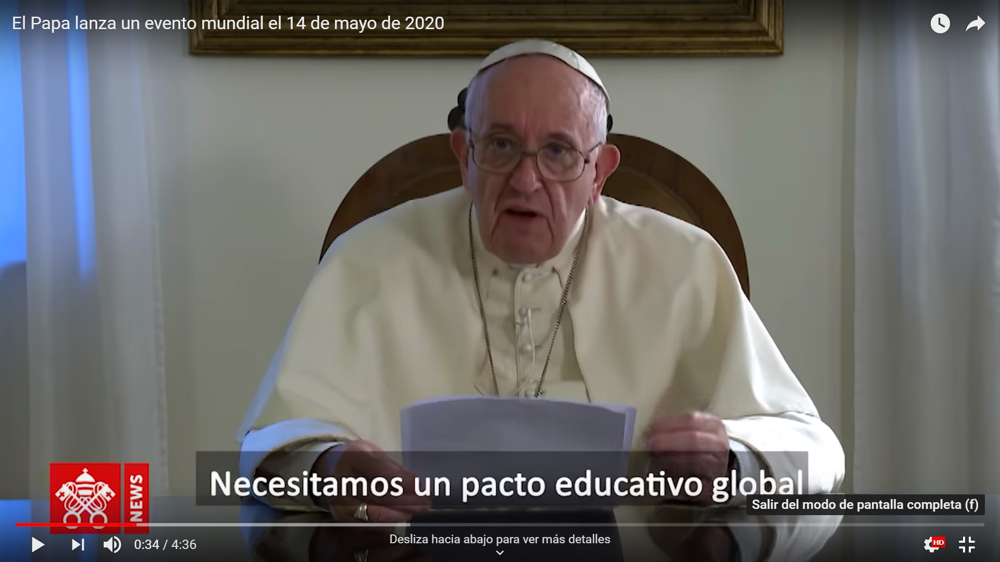 El Papa lanza un evento mundial el 14 de mayo de 2020
Necesitamos un pacto educativo global
NEWS
Salir del modo de pantalla completa (f)
0:34 / 4:36
Desliza hacia abajo para ver más detalles
HD